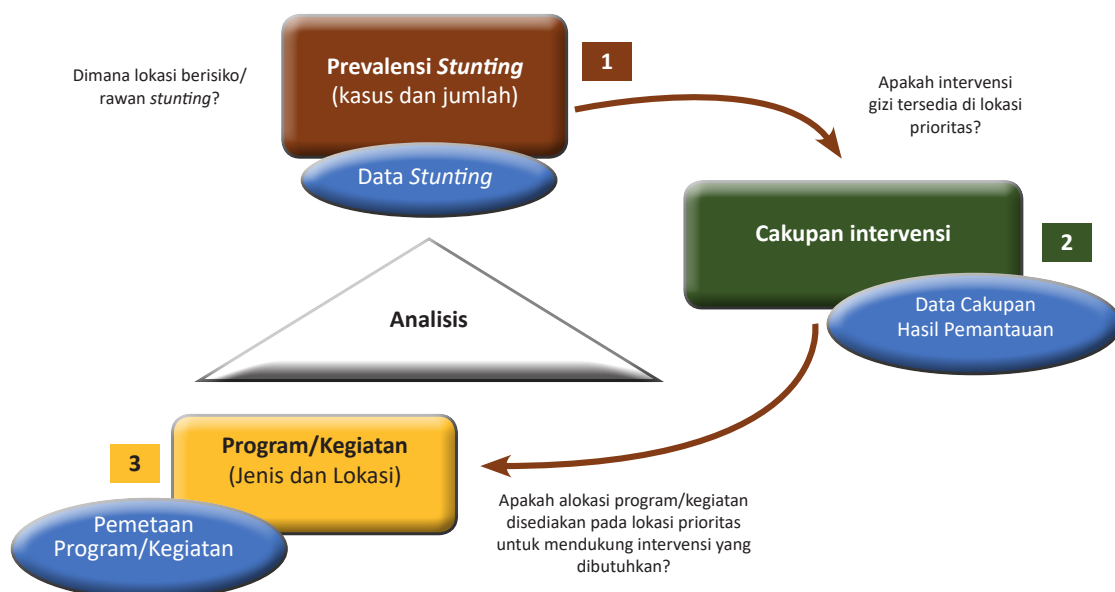 Dimana lokasi berisiko/
rawan stunting?
Prevalensi Stunting
(kasus dan jumlah)
1
Data Stunting
Apakah intervensi
gizi tersedia di lokasi
prioritas?
Cakupan intervensi
2
Data Cakupan
Hasil Pemantauan
Analisis
3
Program/Kegiatan
(Jenis dan Lokasi)
Pemetaan
Program/Kegiatan
Apakah alokasi program/kegiatan
disediakan pada lokasi prioritas
untuk mendukung intervensi yang
dibutuhkan?